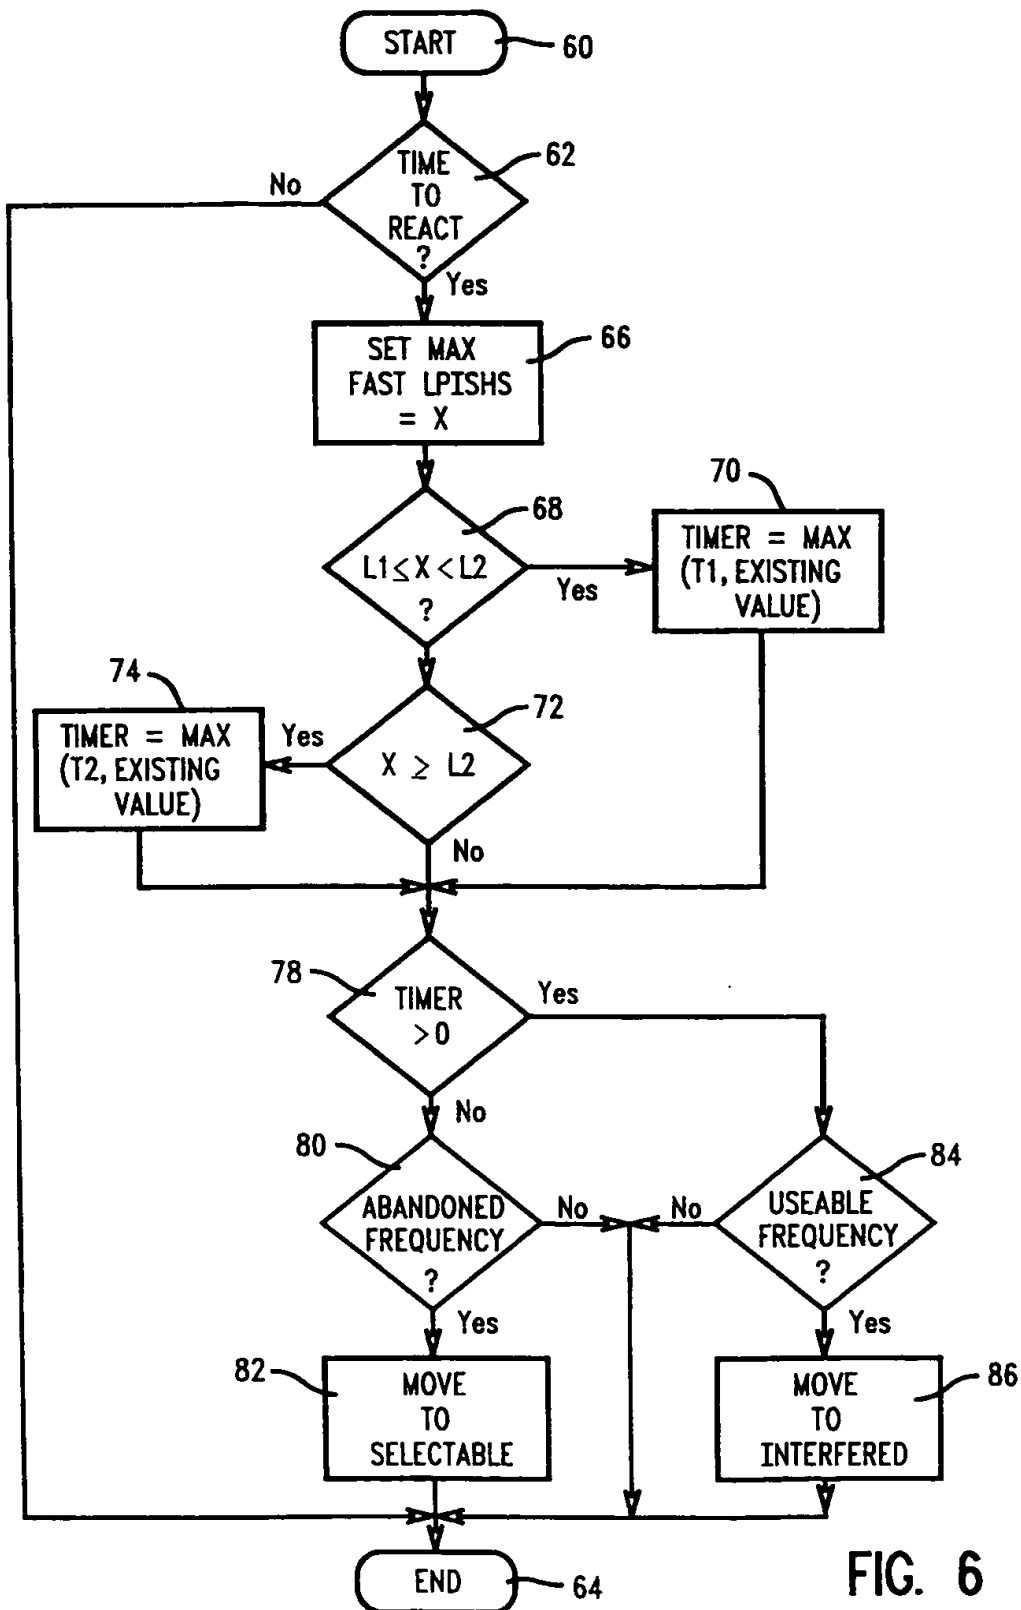 START
60
TIME
TO
REACT
?
62
No
Yes
SET MAX
FAST LPISHS
= X
66
L1 ≤ X < L2
?
68
Yes
70
TIMER = MAX
(T1, EXISTING
VALUE)
74
TIMER = MAX
(T2, EXISTING
VALUE)
Yes
X ≥ L2
72
No
78
TIMER
>0
Yes
No
80
ABANDONED
FREQUENCY
?
No
No
USEABLE
FREQUENCY
?
84
Yes
Yes
82
MOVE
TO
SELECTABLE
MOVE
TO
INTERFERED
86
END
64
FIG. 6